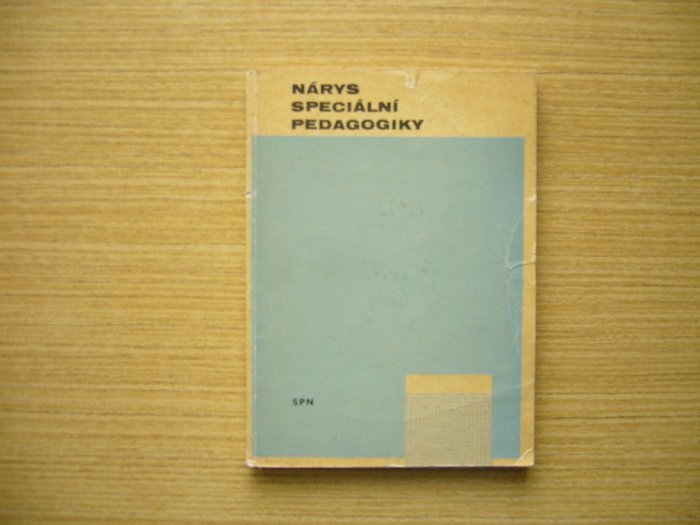 NÁRYS
SPECIÁLNÍ
PEDAGOGIKY
SPN